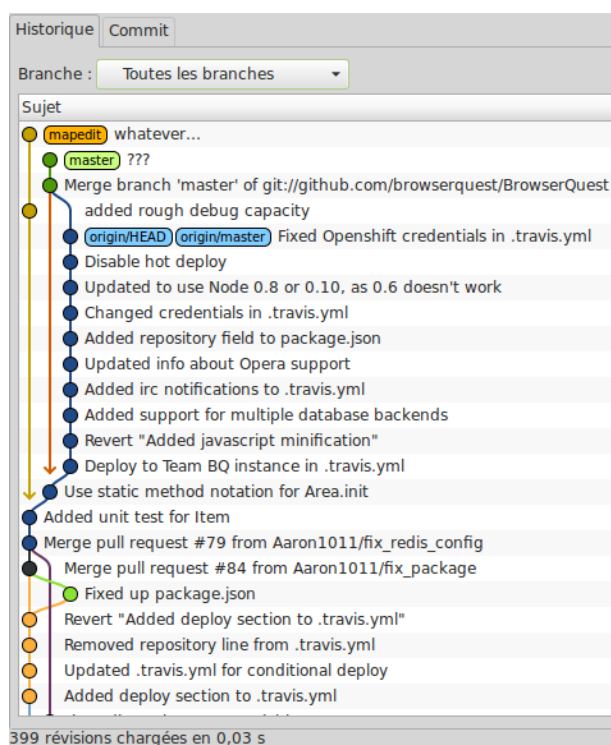 Historique Commit
Branche : Toutes les branches
Sujet
mapedit whatever...
master ???
Merge branch 'master' of git://github.com/browserquest/BrowserQuest
added rough debug capacity
origin/HEAD origin/master Fixed Openshift credentials in .travis.yml
Disable hot deploy
Updated to use Node 0.8 or 0.10, as 0.6 doesn't work
Changed credentials in .travis.yml
Added repository field to package.json
Updated info about Opera support
Added irc notifications to .travis.yml
Added support for multiple database backends
Revert "Added javascript minification"
Deploy to Team BQ instance in .travis.yml
Use static method notation for Area.init
Added unit test for Item
Merge pull request #79 from Aaron1011/fix_redis_config
Merge pull request #84 from Aaron1011/fix_package
Fixed up package.json
Revert "Added deploy section to .travis.yml"
Removed repository line from .travis.yml
Updated .travis.yml for conditional deploy
Added deploy section to .travis.yml
399 révisions chargées en 0,03 s